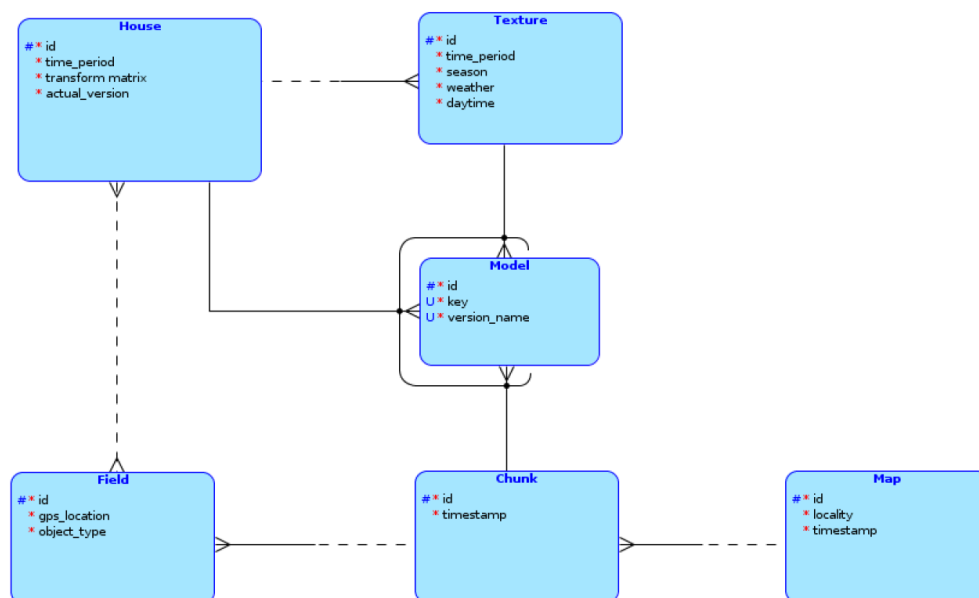 House
#* id
* time_period
* transform matrix
* actual_version
Texture
#* id
* time_period
* season
* weather
* daytime
Model
#* id
U* key
U* version_name
Field
#* id
* gps_location
* object_type
Chunk
#* id
* timestamp
Map
#* id
* locality
* timestamp